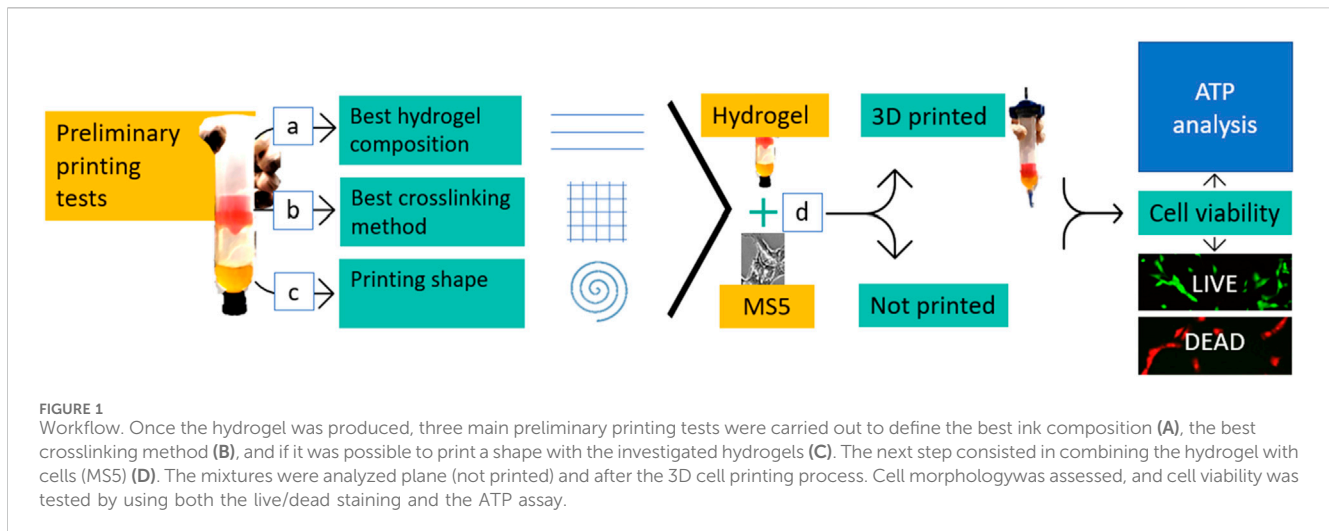 Preliminary
printing
tests
a
Best hydrogel
composition
b
Best crosslinking
method
c
Printing shape
Hydrogel
+
d
MS5
3D printed
Not printed
ATP
analysis
Cell viability
LIVE
DEAD
FIGURE 1
Workflow. Once the hydrogel was produced, three main preliminary printing tests were carried out to define the best ink composition (A), the best
crosslinking method (B), and if it was possible to print a shape with the investigated hydrogels (C). The next step consisted in combining the hydrogel with
cells (MS5) (D). The mixtures were analyzed plane (not printed) and after the 3D cell printing process. Cell morphologywas assessed, and cell viability was
tested by using both the live/dead staining and the ATP assay.